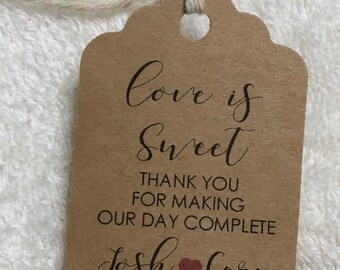 Love is
Sweet
THANK YOU
FOR MAKING
OUR DAY COMPLETE
Josh